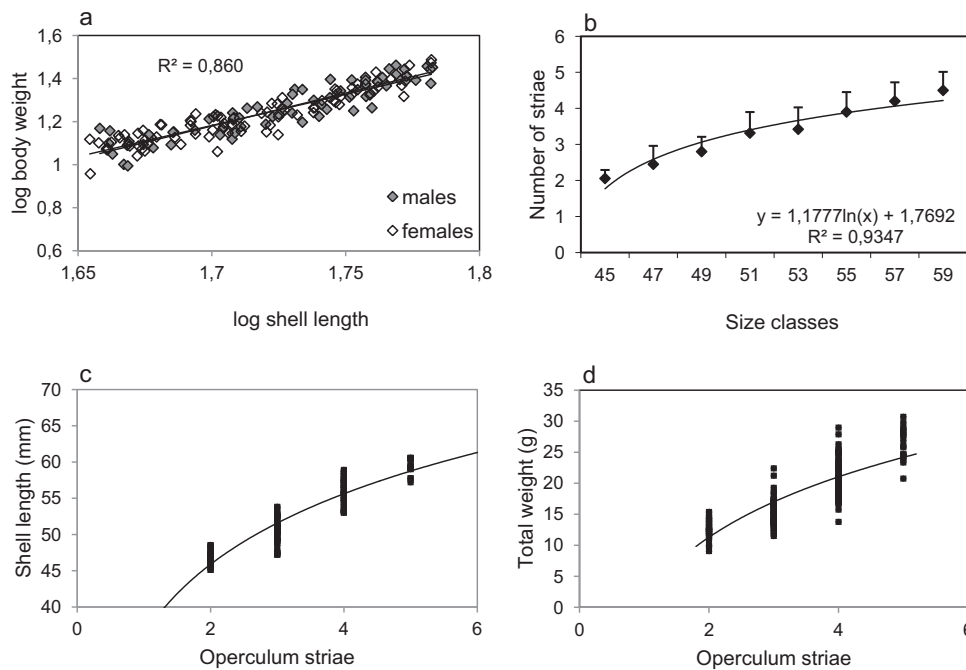 a
1,6
1,4
1,2
1
0,8
0,6
1,65
1,7
1,75
1,8
R² = 0,860
males
females
log body weight
log shell length
b
6
5
4
3
2
1
0
45 47 49 51 53 55 57 59
y = 1,1777ln(x) + 1,7692
R² = 0,9347
Number of striae
Size classes
c
80
75
70
65
60
55
50
45
40
0 2 4 6
Shell length (mm)
Operculum striae
d
35
30
25
20
15
10
5
0
0 2 4 6
Total weight (g)
Operculum striae